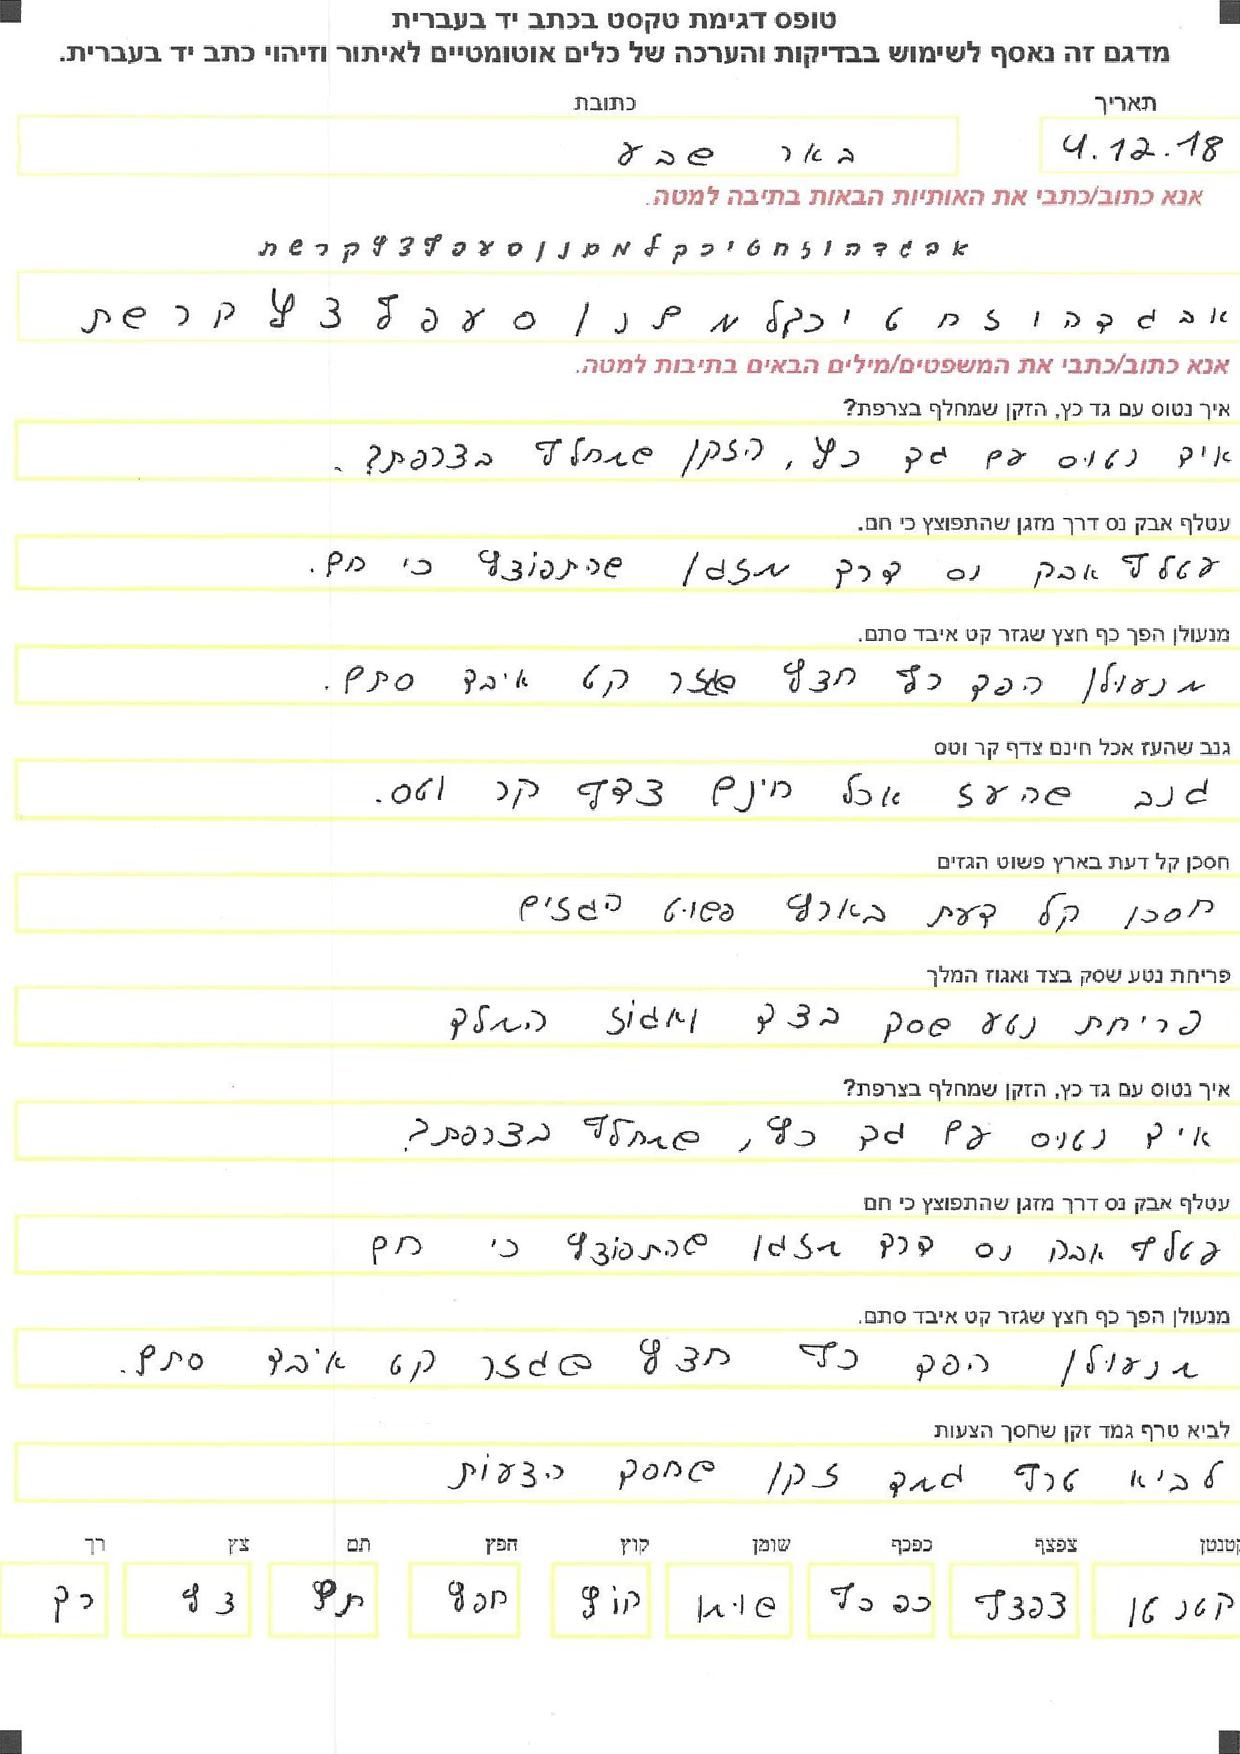 טופס דגימת טקסט בכתב יד בעברית
מדגם זה נאסף לשימוש בבדיקות והערכה של כלים אוטומטיים לאיתור וזיהוי כתב יד בעברית.
תאריך כתובת
4.12.18 באר שבע
אנא כתוב/כתבי את האותיות הבאות בתיבה למטה.
א ב ג ד ה ו ז ח ט י כ ך ל מ ם נ ן ס ע פ ף צ ץ ק ר ש ת
א ב ג ד ה ו ז ח ט י כ ך ל מ ם נ ן ס ע פ ף צ ץ ק ר ש ת
אנא כתוב/כתבי את המשפטים/מילים הבאים בתיבות למטה.
איך נטוס עם גד כץ, הזקן שמחלף בצרפת?
איך נטוס עם גד כץ, הזקן שמחלף בצרפת?.
עטלף אבק נס דרך מזגן שהתפוצץ כי חם.
עטלף אבק נס דרך מזגן שהתפוצץ כי חם.
מנעולן הפך כף חצץ שגזר קט איבד סתם.
מנעולן הפך כף חצץ שגזר קט איבד סתם.
גנב שהעז אכל חינם צדף קר וטס
גנב שהעז אכל חינם צדף קר וטס.
חסכן קל דעת בארץ פשוט הגזים
חסכן קל דעת בארץ פשוט הגזים
פריחת נטע שסק בצד ואגוז המלך
פריחת נטע שסק בצד ואגוז המלך
איך נטוס עם גד כץ, הזקן שמחלף בצרפת?
איך נטוס עם גד כץ, שמחלף בצרפת?
עטלף אבק נס דרך מזגן שהתפוצץ כי חם
עטלף אבק נס דרך מזגן שהתפוצץ כי חם
מנעולן הפך כף חצץ שגזר קט איבד סתם.
מנעולן הפך כף חצץ שגזר קט איבד סתם.
לביא טרף גמד זקן שחסך הצעות
לביא טרף גמד זקן שחסך הצעות
קטנטן צפצף כפכף שומן קוץ חפץ תם צץ רך
קטנטן צפצף כפכף שומן קוץ חפץ צץ רך